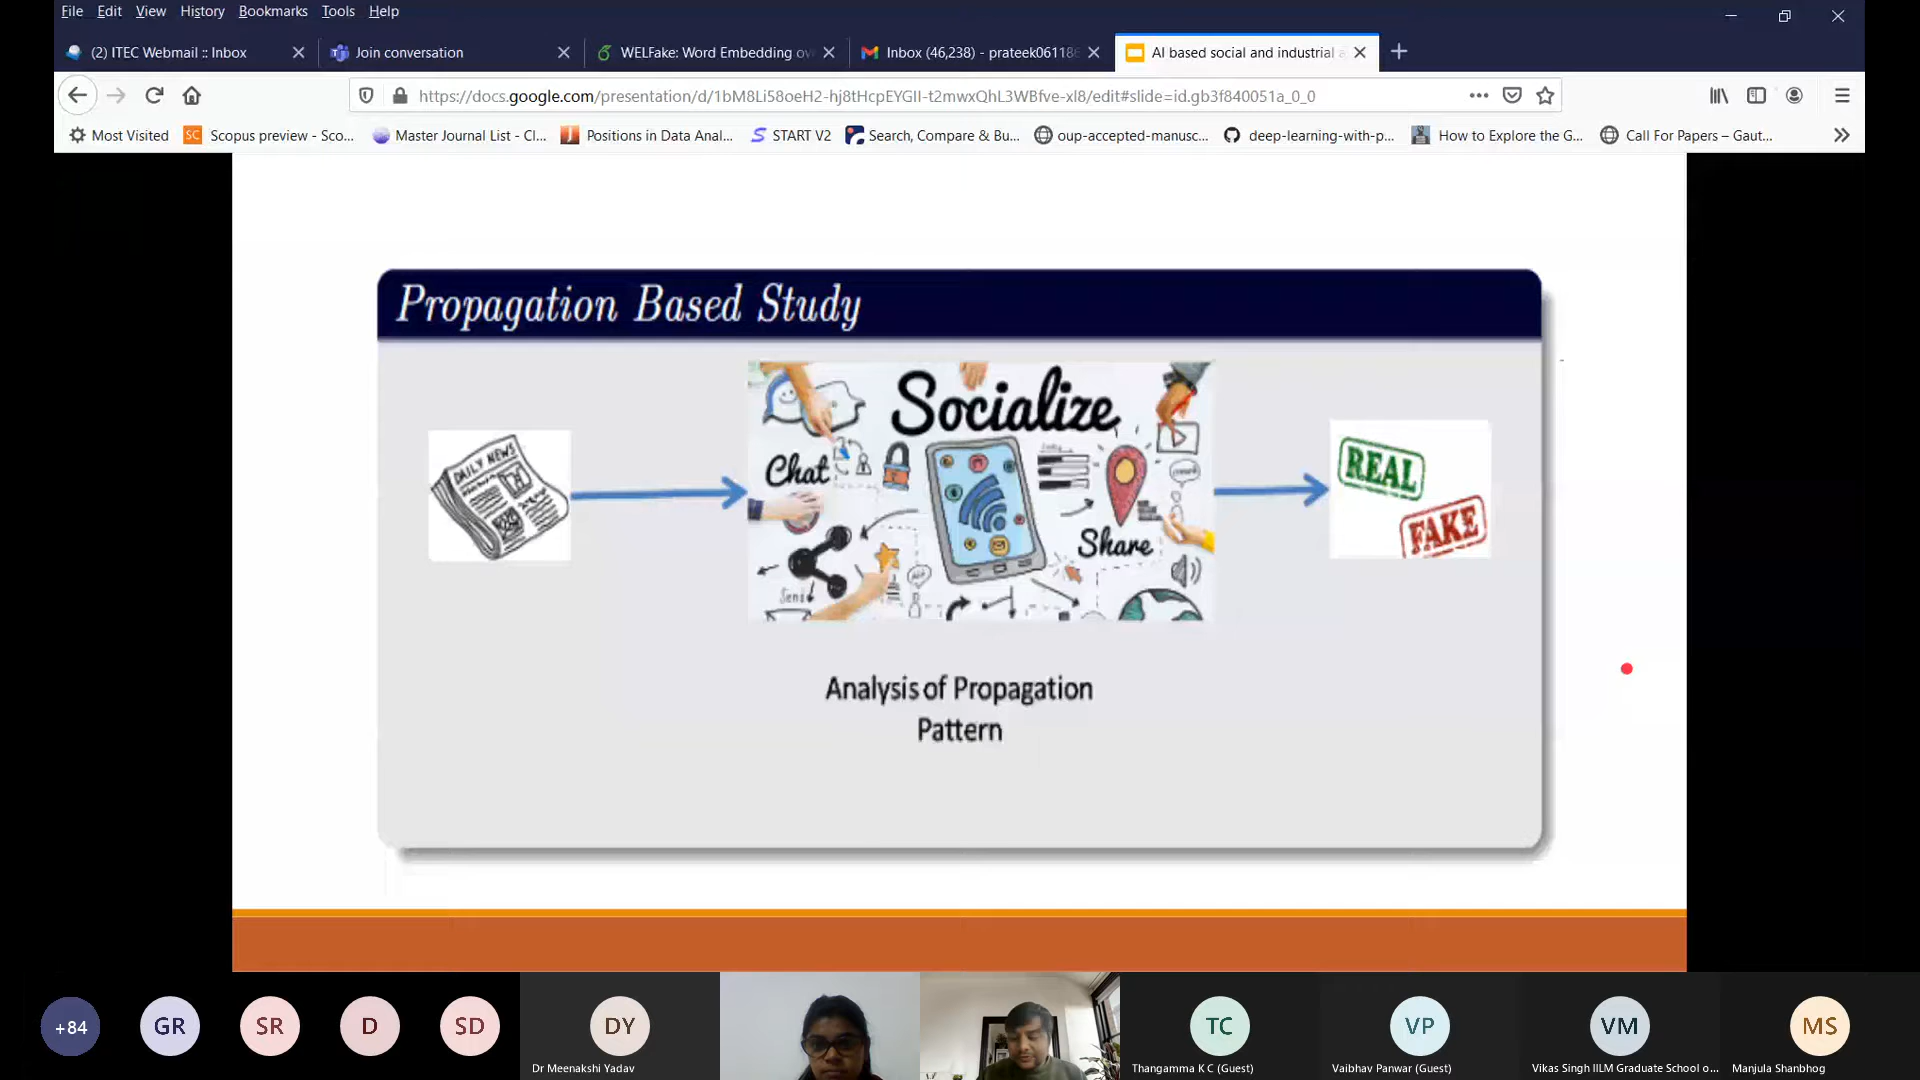 File Edit View History Bookmarks Tools Help
(2) ITEC Webmail :: Inbox
Join conversation
WELFake: Word Embedding ov
Inbox (46,238) - prateek06118
AI based social and industrial a
https://docs.google.com/presentation/d/1bM8Li58oeH2-hj8tHcpEYGII-t2mwxQhL3WBfve-xI8/edit#slide=id.gb3f840051a_0_0
Most Visited
Scopus preview - Sco...
Master Journal List - Cl...
Positions in Data Anal...
START V2
Search, Compare & Bu...
oup-accepted-manusc...
deep-learning-with-p...
How to Explore the G...
Call For Papers – Gaut...
Propagation Based Study
DAILY NEWS
Socialize
Chat
Share
Send
REAL
FAKE
Analysis of Propagation
Pattern
+84
GR
SR
D
SD
DY
TC
VP
VM
MS
Dr Meenakshi Yadav
Thangamma K C (Guest)
Vaibhav Panwar (Guest)
Vikas Singh IILM Graduate School o...
Manjula Shanbhog